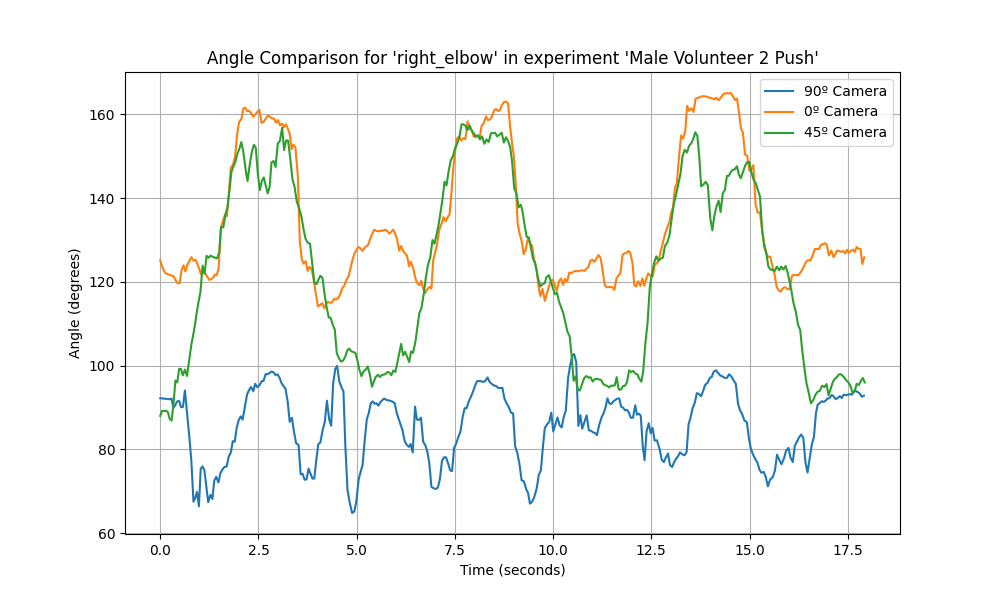 Angle Comparison for 'right_elbow' in experiment 'Male Volunteer 2 Push'
90º Camera
0º Camera
45º Camera
160
140
120
100
80
60
Angle (degrees)
0.0 2.5 5.0 7.5 10.0 12.5 15.0 17.5
Time (seconds)